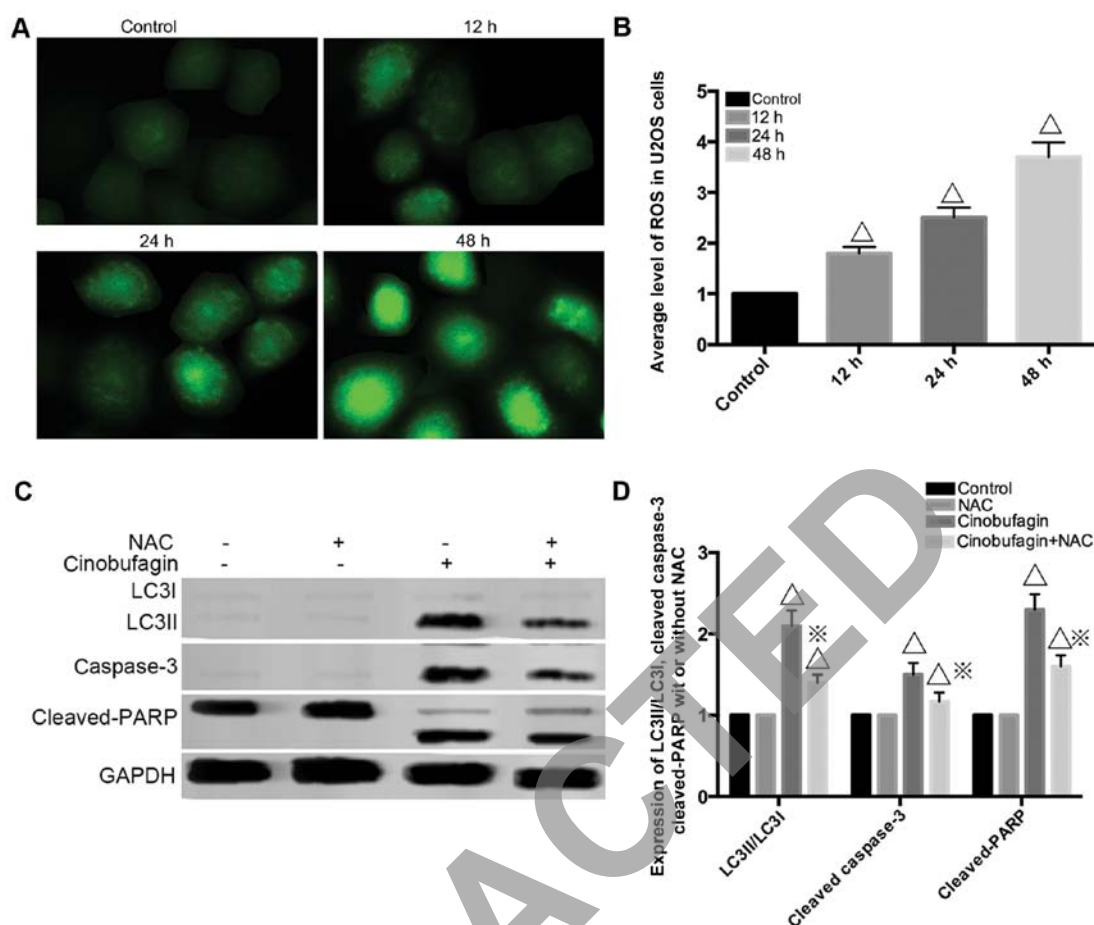 A
Control
12 h
24 h
48 h
B
Average level of ROS in U2OS cells
5
4
3
2
1
0
Control
12 h
24 h
48 h
△
△
△
Control
12 h
24 h
48 h
C
NAC - + - +
Cinobufagin - - + +
LC3I
LC3II
Caspase-3
Cleaved-PARP
GAPDH
D
Control
NAC
Cinobufagin
Cinobufagin+NAC
Expression of LC3II/LC3I, cleaved caspase-3
cleaved-PARP wit or without NAC
3
2
1
0
△
※
△
△
△ ※
△
△ ※
LC3II/LC3I
Cleaved caspase-3
Cleaved-PARP
ACTED